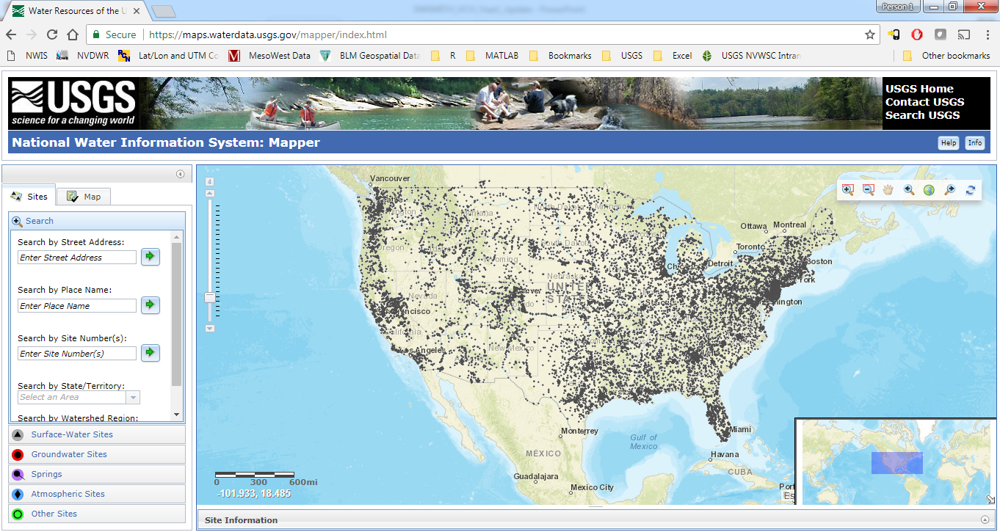 Water Resources of the U
Person 1
Secure
https://maps.waterdata.usgs.gov/mapper/index.html
NWIS
NVDWR
Lat/Lon and UTM Co
MesoWest Data
BLM Geospatial Data
R
MATLAB
Bookmarks
USGS
Excel
USGS NVWSC Intran
Other bookmarks
USGS
science for a changing world
USGS Home
Contact USGS
Search USGS
National Water Information System: Mapper
Help
Info
Sites
Map
Search
Search by Street Address:
Enter Street Address
Search by Place Name:
Enter Place Name
Search by Site Number(s):
Enter Site Number(s)
Search by State/Territory:
Select an Area
Search by Watershed Region:
Surface-Water Sites
Groundwater Sites
Springs
Atmospheric Sites
Other Sites
4
Vancouver
Ottawa
Montreal
Toronto
Detroit
Boston
Nevada
New Mexico
UNITED
Miami
Monterrey
Gulf of
Mexico
MÉXICO
Havana
CUBA
Guadalajara
Mexico City
0 300 600mi
-101.933, 18.485
Site Information